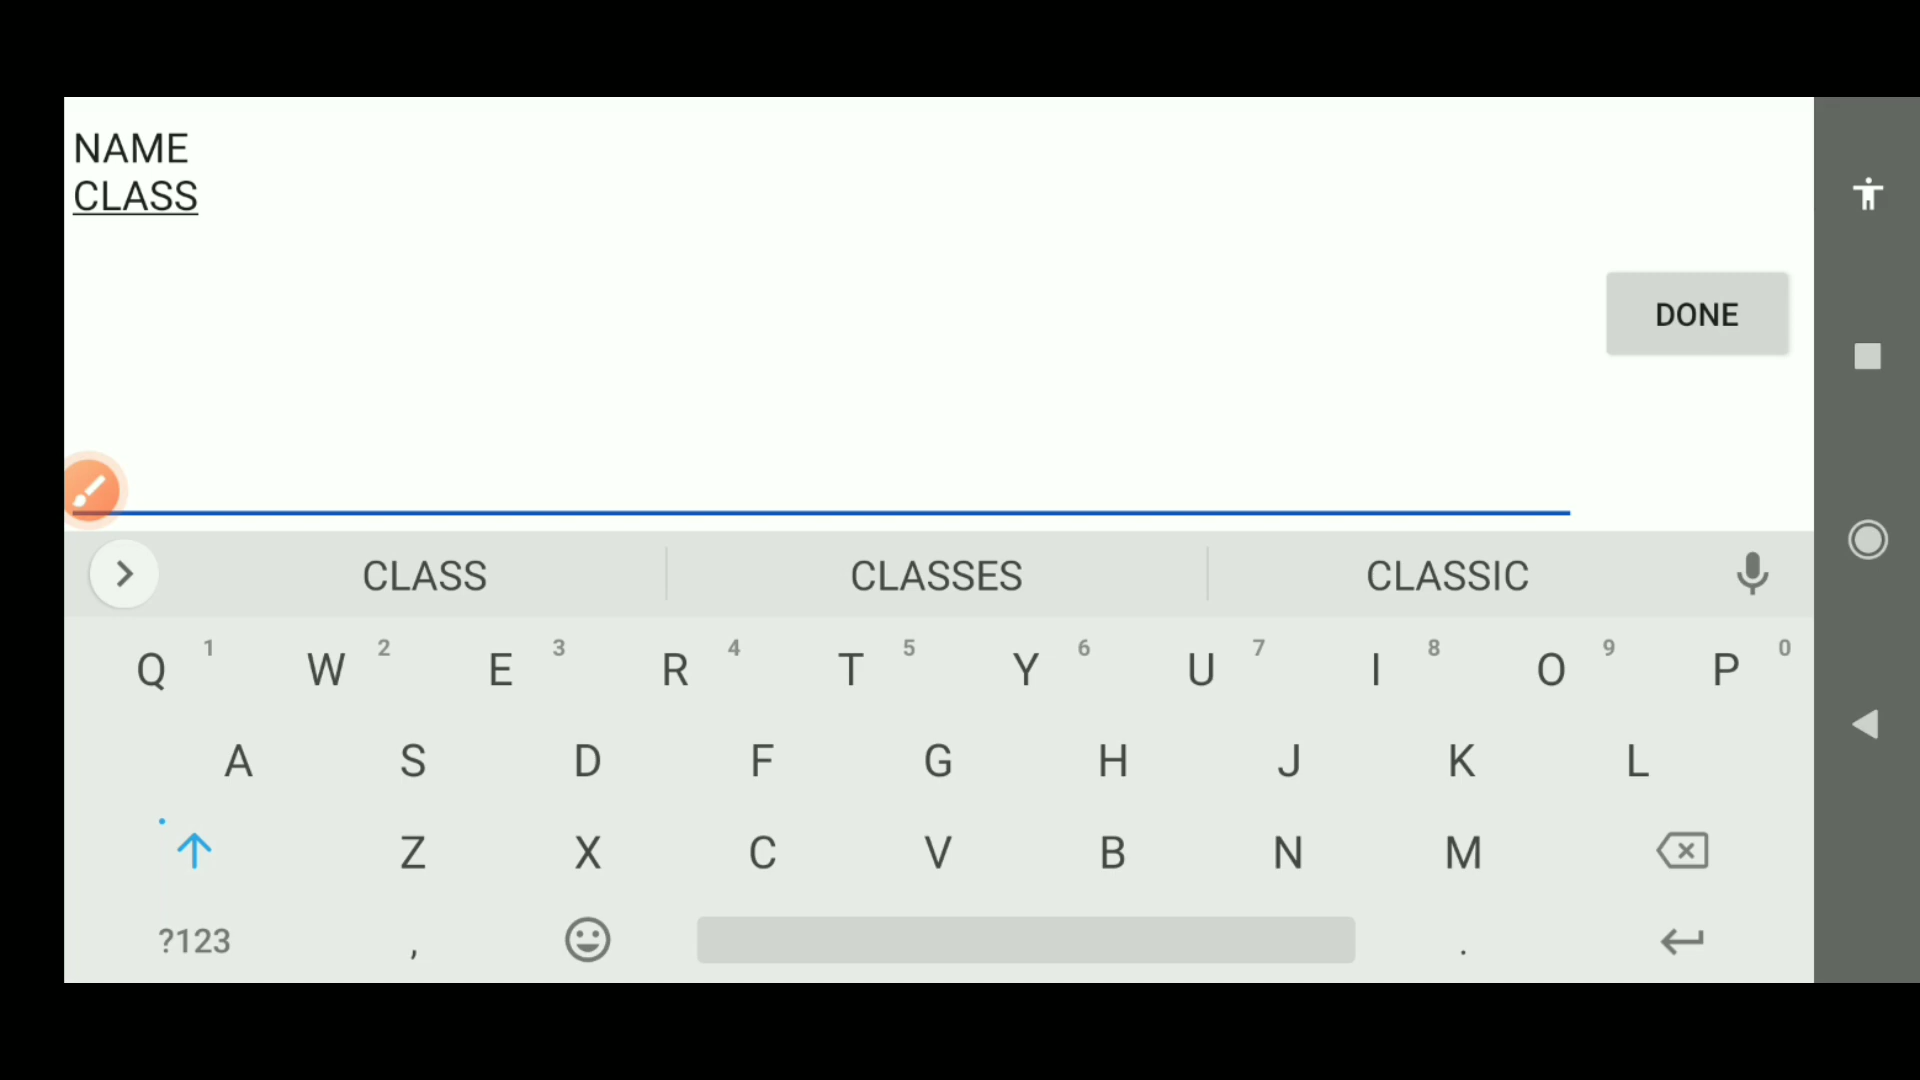 NAME
CLASS
DONE
CLASS CLASSES CLASSIC
Q 1 W 2 E 3 R 4 T 5 Y 6 U 7 I 8 O 9 P 0
A S D F G H J K L
Z X C V B N M
?123 , .